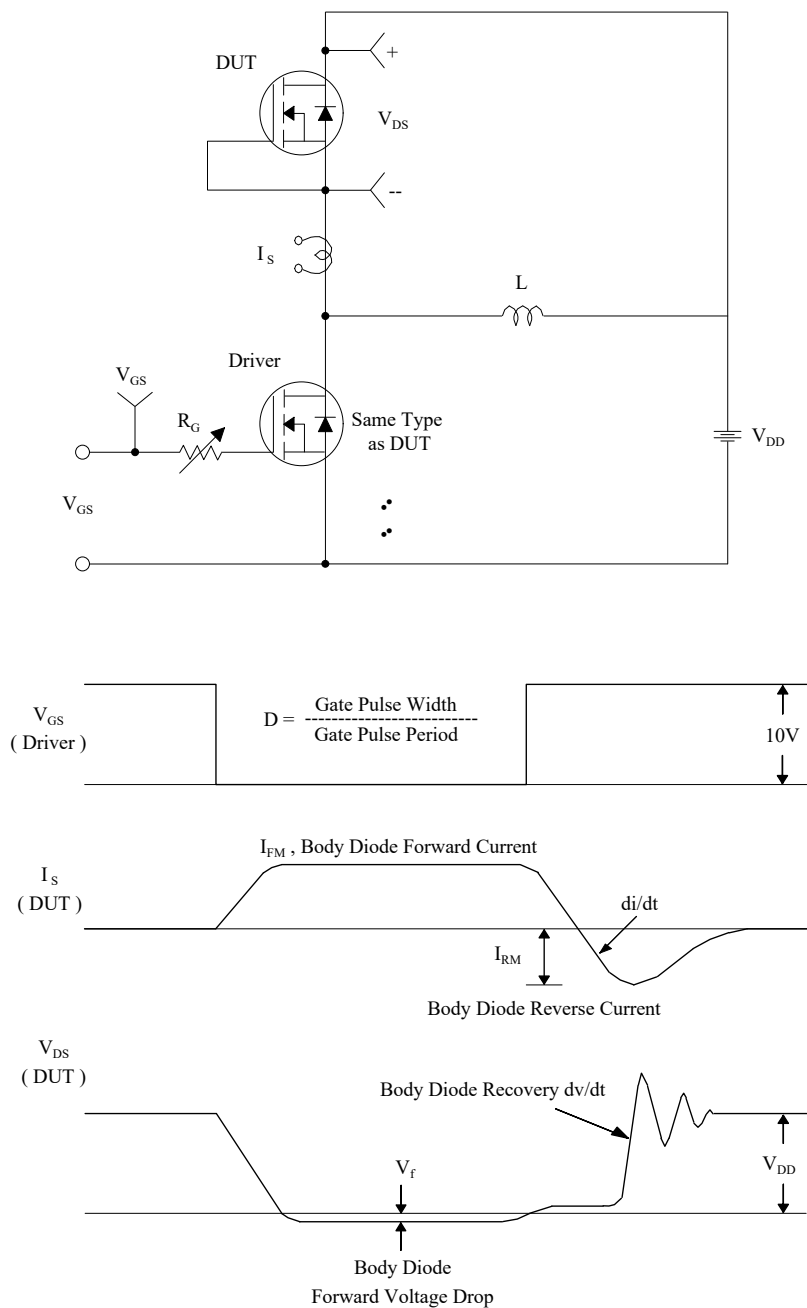 DUT
+
V_DS
--
I_S
L
Driver
V_GS
R_G
Same Type
as DUT
V_DD
V_GS
V_GS
( Driver )
D = Gate Pulse Width
--------------------------
Gate Pulse Period
10V
I_FM , Body Diode Forward Current
I_S
( DUT )
di/dt
I_RM
Body Diode Reverse Current
V_DS
( DUT )
Body Diode Recovery dv/dt
V_f
V_DD
Body Diode
Forward Voltage Drop